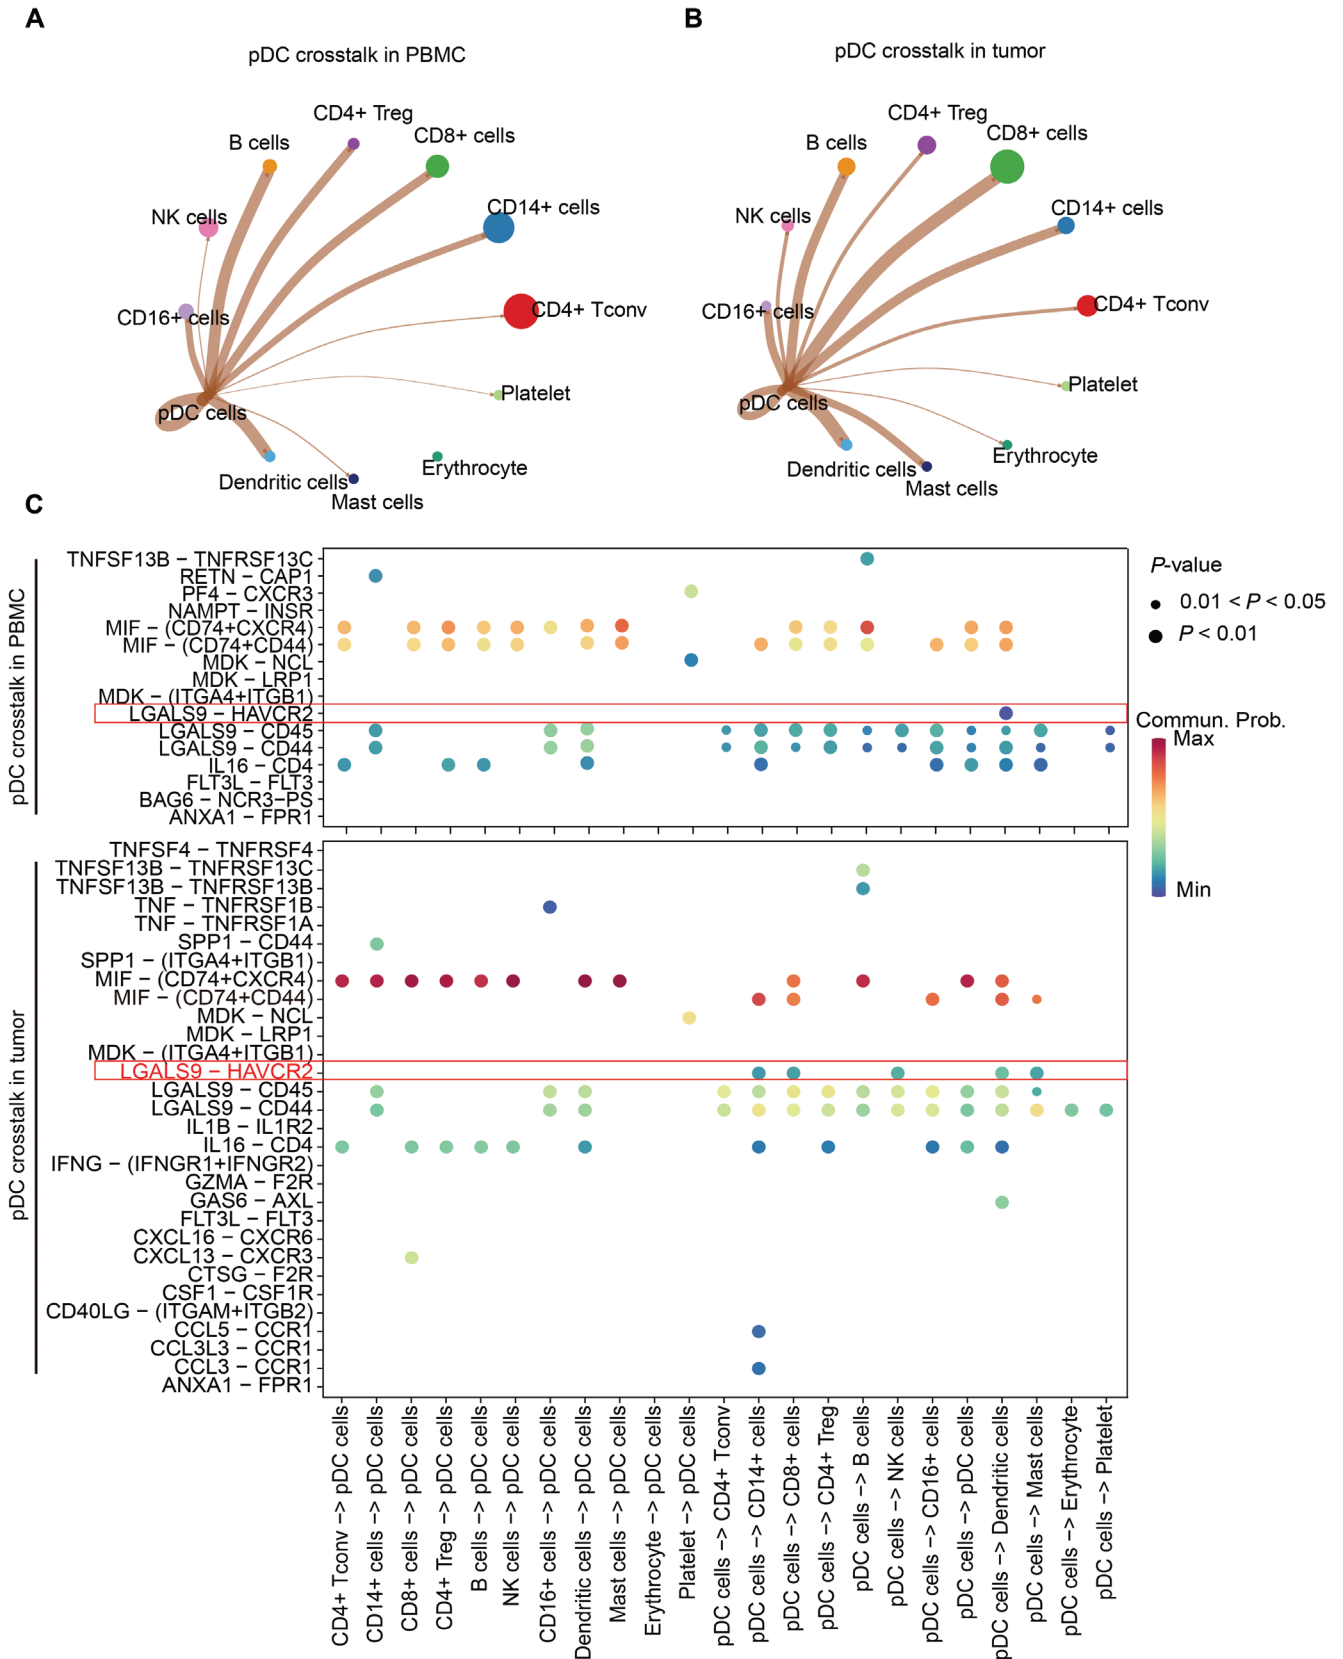 A
B
pDC crosstalk in PBMC
pDC crosstalk in tumor
CD4+ Treg
B cells
CD8+ cells
NK cells
CD14+ cells
CD16+ cells
CD4+ Tconv
Platelet
pDC cells
Erythrocyte
Dendritic cells
Mast cells
CD4+ Treg
B cells
CD8+ cells
NK cells
CD14+ cells
CD16+ cells
CD4+ Tconv
Platelet
pDC cells
Erythrocyte
Dendritic cells
Mast cells
C
pDC crosstalk in PBMC
TNFSF13B − TNFRSF13C
RETN − CAP1
PF4 − CXCR3
NAMPT − INSR
MIF − (CD74+CXCR4)
MIF − (CD74+CD44)
MDK − NCL
MDK − LRP1
MDK − (ITGA4+ITGB1)
LGALS9 − HAVCR2
LGALS9 − CD45
LGALS9 − CD44
IL16 − CD4
FLT3L − FLT3
BAG6 − NCR3−PS
ANXA1 − FPR1
P-value
0.01 < P < 0.05
P < 0.01
Commun. Prob.
Max
Min
pDC crosstalk in tumor
TNFSF4 − TNFRSF4
TNFSF13B − TNFRSF13C
TNFSF13B − TNFRSF13B
TNF − TNFRSF1B
TNF − TNFRSF1A
SPP1 − CD44
SPP1 − (ITGA4+ITGB1)
MIF − (CD74+CXCR4)
MIF − (CD74+CD44)
MDK − NCL
MDK − LRP1
MDK − (ITGA4+ITGB1)
LGALS9 − HAVCR2
LGALS9 − CD45
LGALS9 − CD44
IL1B − IL1R2
IL16 − CD4
IFNG − (IFNGR1+IFNGR2)
GZMA − F2R
GAS6 − AXL
FLT3L − FLT3
CXCL16 − CXCR6
CXCL13 − CXCR3
CTSG − F2R
CSF1 − CSF1R
CD40LG − (ITGAM+ITGB2)
CCL5 − CCR1
CCL3L3 − CCR1
CCL3 − CCR1
ANXA1 − FPR1
CD4+ Tconv −> pDC cells
CD14+ cells −> pDC cells
CD8+ cells −> pDC cells
CD4+ Treg −> pDC cells
B cells −> pDC cells
NK cells −> pDC cells
CD16+ cells −> pDC cells
Dendritic cells −> pDC cells
Mast cells −> pDC cells
Erythrocyte −> pDC cells
Platelet −> pDC cells
pDC cells −> CD4+ Tconv
pDC cells −> CD14+ cells
pDC cells −> CD8+ cells
pDC cells −> CD4+ Treg
pDC cells −> B cells
pDC cells −> NK cells
pDC cells −> CD16+ cells
pDC cells −> pDC cells
pDC cells −> Dendritic cells
pDC cells −> Mast cells
pDC cells −> Erythrocyte
pDC cells −> Platelet